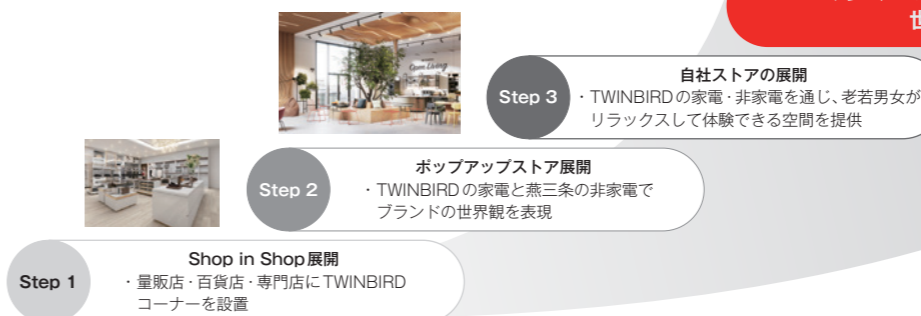 世
Step 3
自社ストアの展開
・TWINBIRDの家電・非家電を通じ、老若男女が
リラックスして体験できる空間を提供
Step 2
ポップアップストア展開
・TWINBIRDの家電と燕三条の非家電で
ブランドの世界観を表現
Step 1
Shop in Shop展開
・量販店・百貨店・専門店にTWINBIRD
コーナーを設置